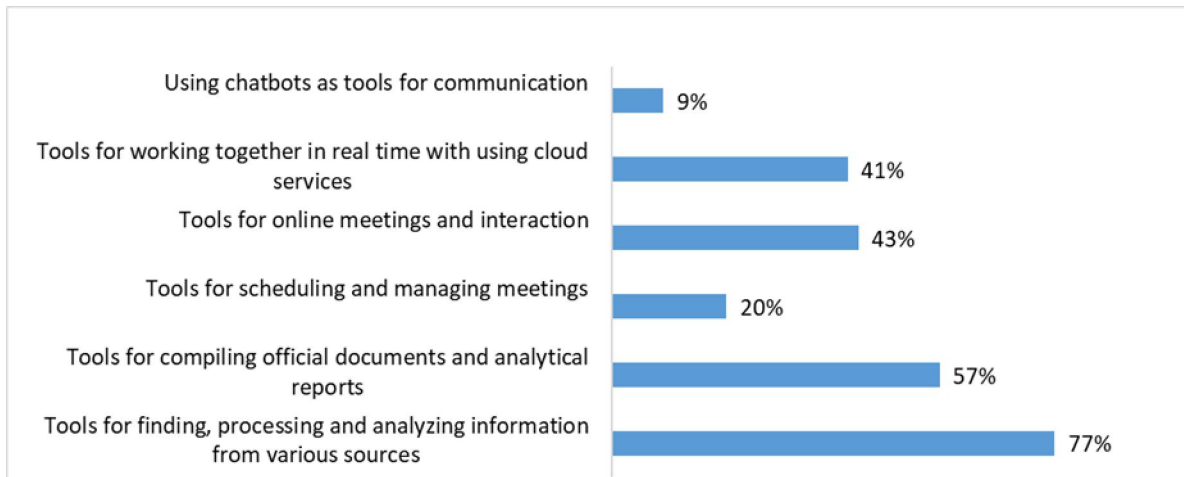 Using chatbots as tools for communication
9%
Tools for working together in real time with using cloud
services
41%
Tools for online meetings and interaction
43%
Tools for scheduling and managing meetings
20%
Tools for compiling official documents and analytical
reports
57%
Tools for finding, processing and analyzing information
from various sources
77%